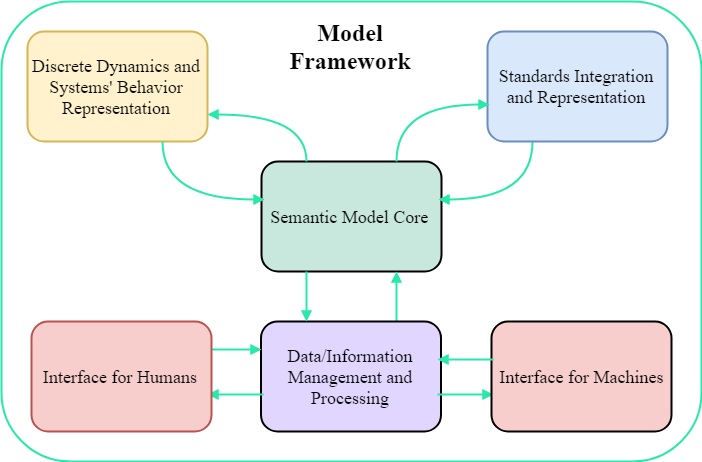 Model
Framework
Discrete Dynamics and
Systems' Behavior
Representation
Standards Integration
and Representation
Semantic Model Core
Interface for Humans
Data/Information
Management and
Processing
Interface for Machines